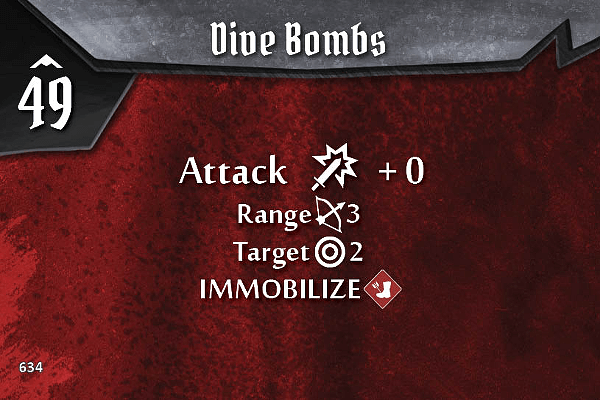 Dive Bombs
49
Attack + 0
Range 3
Target 2
IMMOBILIZE
634